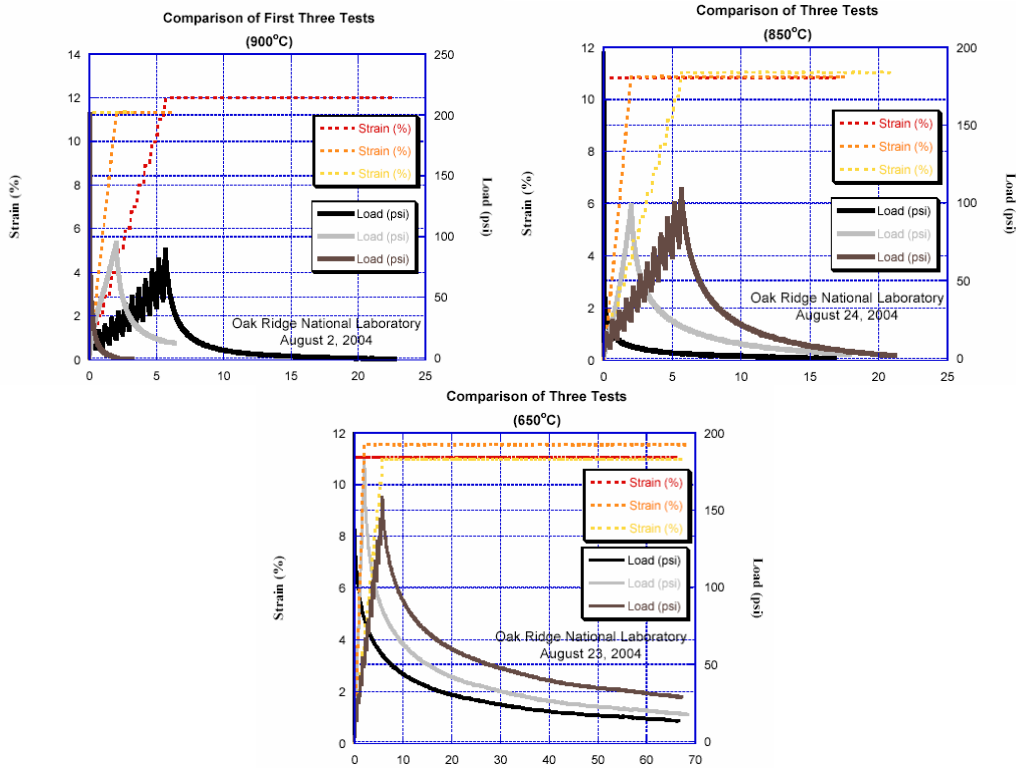 Comparison of First Three Tests
(900°C)
14
12
10
8
6
4
2
0
250
200
150
100
50
0
Strain (%)
Load (psi)
Strain (%)
Strain (%)
Strain (%)
Load (psi)
Load (psi)
Load (psi)
Oak Ridge National Laboratory
August 2, 2004
0 5 10 15 20 25
Comparison of Three Tests
(850°C)
12
10
8
6
4
2
0
200
150
100
50
0
Strain (%)
Load (psi)
Strain (%)
Strain (%)
Strain (%)
Load (psi)
Load (psi)
Load (psi)
Oak Ridge National Laboratory
August 24, 2004
0 5 10 15 20 25
Comparison of Three Tests
(650°C)
12
10
8
6
4
2
0
200
150
100
50
0
Strain (%)
Load (psi)
Strain (%)
Strain (%)
Strain (%)
Load (psi)
Load (psi)
Load (psi)
Oak Ridge National Laboratory
August 23, 2004
0 10 20 30 40 50 60 70